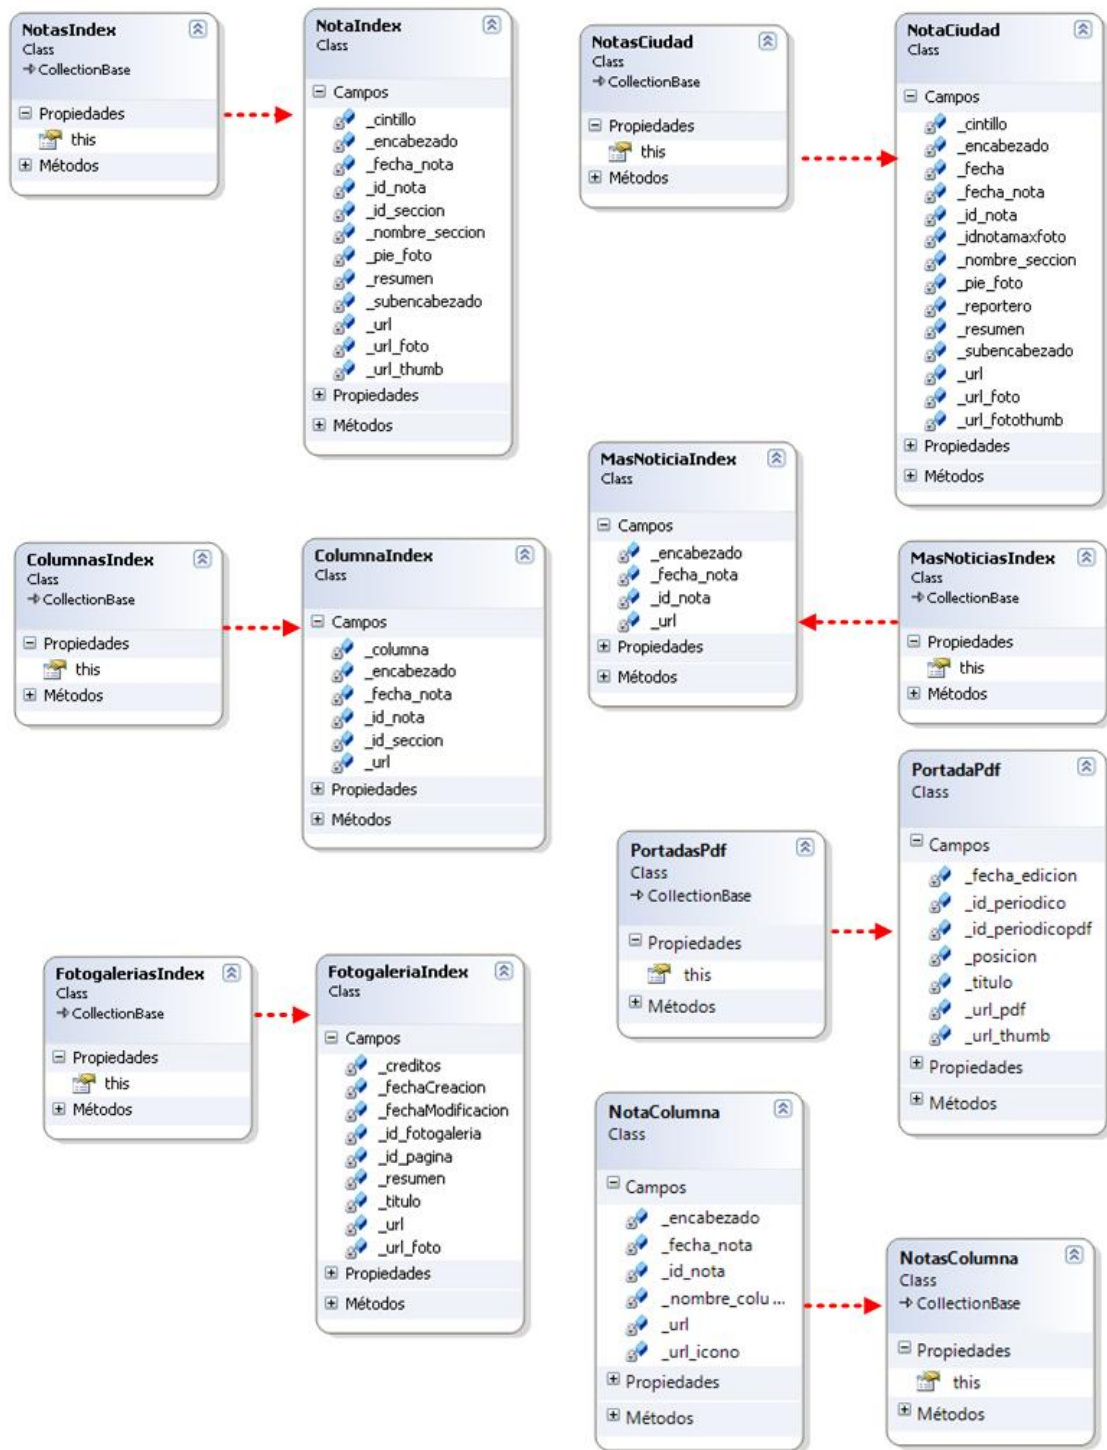 NotasIndex
Class
CollectionBase
Propiedades
this
Métodos
NotaIndex
Class
Campos
_cintillo
_encabezado
_fecha_nota
_id_nota
_id_seccion
_nombre_seccion
_pie_foto
_resumen
_subencabezado
_url
_url_foto
_url_thumb
Propiedades
Métodos
NotasCiudad
Class
CollectionBase
Propiedades
this
Métodos
NotaCiudad
Class
Campos
_cintillo
_encabezado
_fecha
_fecha_nota
_id_nota
_idnotamaxfoto
_nombre_seccion
_pie_foto
_reportero
_resumen
_subencabezado
_url
_url_foto
_url_fotothumb
Propiedades
Métodos
ColumnasIndex
Class
CollectionBase
Propiedades
this
Métodos
ColumnaIndex
Class
Campos
_columna
_encabezado
_fecha_nota
_id_nota
_id_seccion
_url
Propiedades
Métodos
MasNoticiaIndex
Class
Campos
_encabezado
_fecha_nota
_id_nota
_url
Propiedades
Métodos
MasNoticiasIndex
Class
CollectionBase
Propiedades
this
Métodos
PortadasPdf
Class
CollectionBase
Propiedades
this
Métodos
PortadaPdf
Class
Campos
_fecha_edicion
_id_periodico
_id_periodicopdf
_posicion
_titulo
_url_pdf
_url_thumb
Propiedades
Métodos
FotogaleriasIndex
Class
CollectionBase
Propiedades
this
Métodos
FotogaleriaIndex
Class
Campos
_creditos
_fechaCreacion
_fechaModificacion
_id_fotogaleria
_id_pagina
_resumen
_titulo
_url
_url_foto
Propiedades
Métodos
NotaColumna
Class
Campos
_encabezado
_fecha_nota
_id_nota
_nombre_colu ...
_url
_url_icono
Propiedades
Métodos
NotasColumna
Class
CollectionBase
Propiedades
this
Métodos